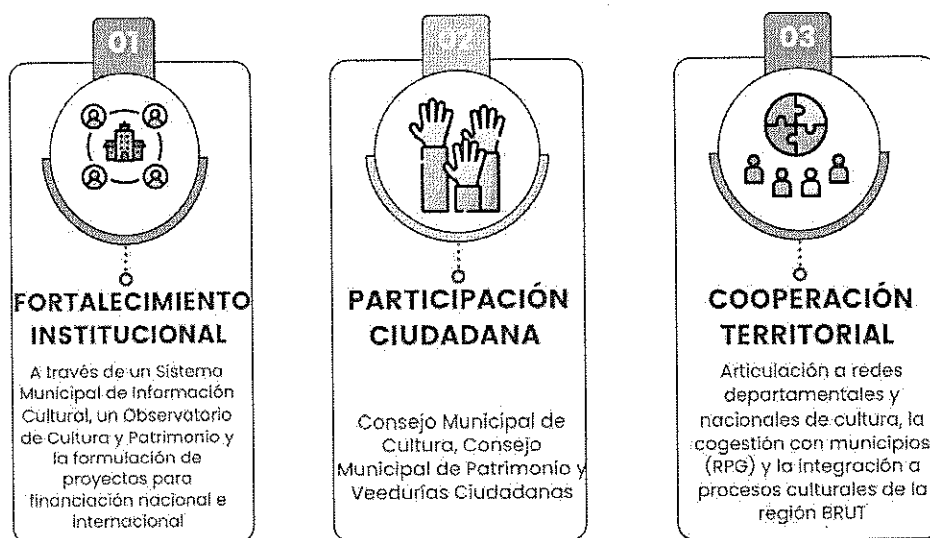 01
FORTALECIMIENTO
INSTITUCIONAL
A través de un Sistema
Municipal de Información
Cultural, un Observatorio
de Cultura y Patrimonio y
la formulación de
proyectos para
financiación nacional e
internacional
02
PARTICIPACIÓN
CIUDADANA
Consejo Municipal de
Cultura, Consejo
Municipal de Patrimonio y
Veedurías Ciudadanas
03
COOPERACIÓN
TERRITORIAL
Articulación a redes
departamentales y
nacionales de cultura, la
cogestión con municipios
(RPG) y la integración a
procesos culturales de la
región BRUT